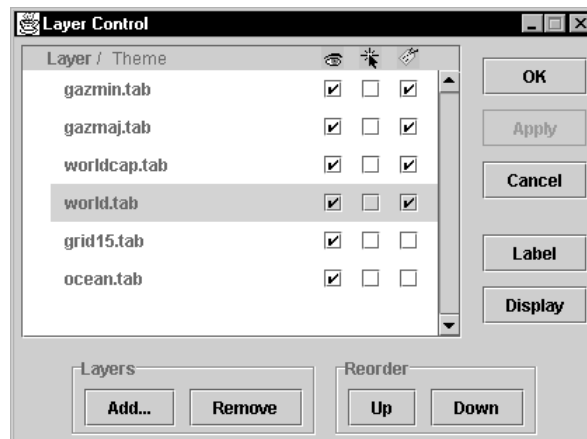 Layer Control
Layer / Theme
gazmin.tab
gazmaj.tab
worldcap.tab
world.tab
grid15.tab
ocean.tab
OK
Apply
Cancel
Label
Display
Layers
Add...
Remove
Reorder
Up
Down